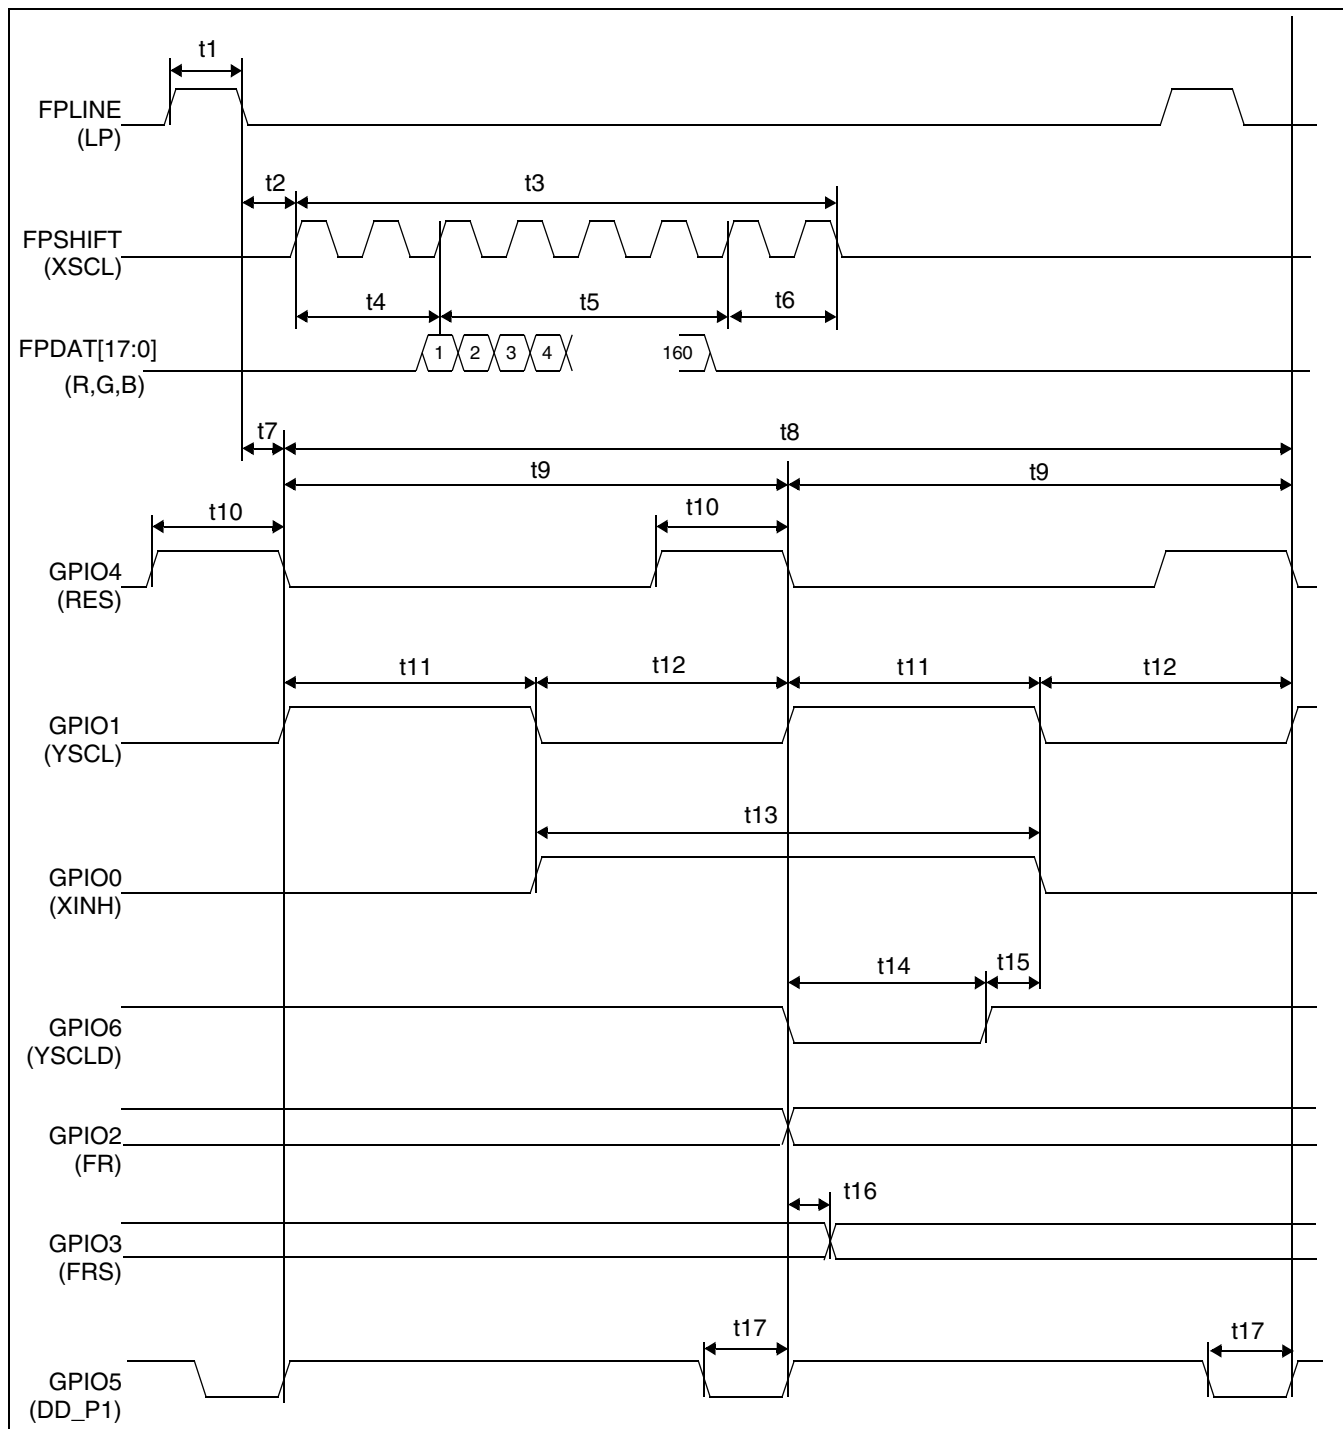 t1
FPLINE
(LP)
t2
t3
FPSHIFT
(XSCL)
t4
t5
t6
FPDAT[17:0]
(R,G,B)
1
2
3
4
160
t7
t8
t9
t9
t10
t10
GPIO4
(RES)
t11
t12
t11
t12
GPIO1
(YSCL)
t13
GPIO0
(XINH)
t14
t15
GPIO6
(YSCLD)
GPIO2
(FR)
t16
GPIO3
(FRS)
t17
t17
GPIO5
(DD_P1)